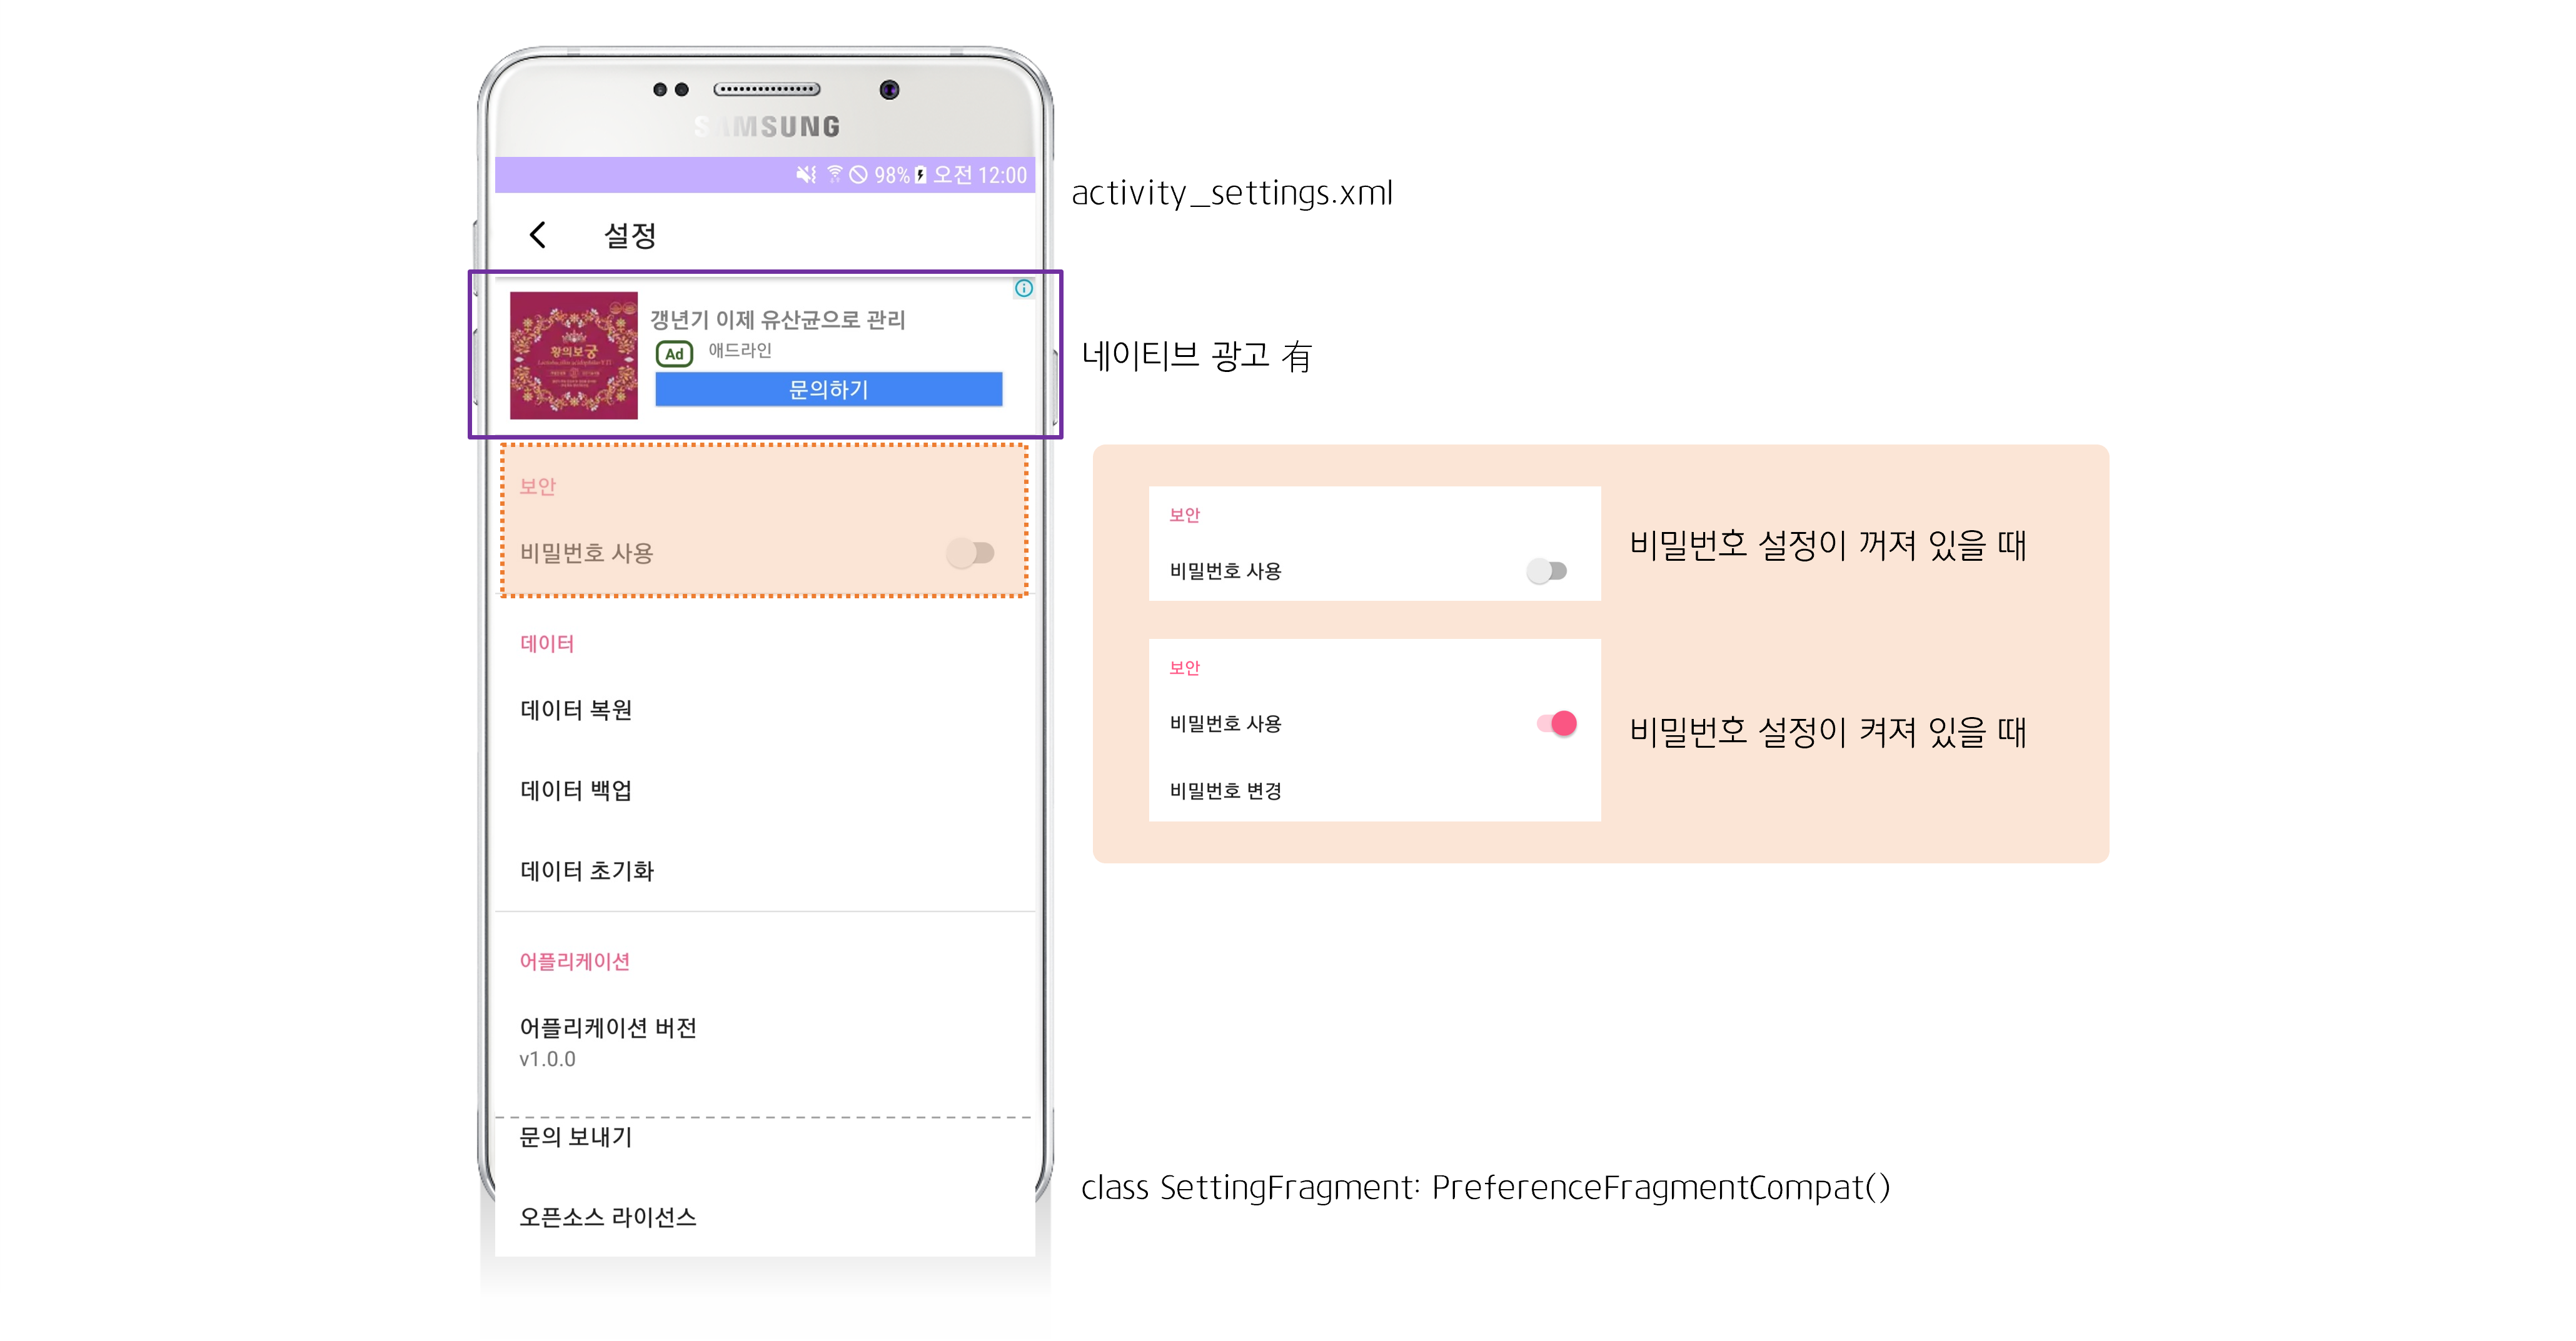 SAMSUNG
98% 오전 12:00
activity_settings.xml
설정
갱년기 이제 유산균으로 관리
Ad 애드라인
문의하기
황의보궁
네이티브 광고 有
보안
비밀번호 사용
보안
비밀번호 사용
비밀번호 설정이 꺼져 있을 때
보안
비밀번호 사용
비밀번호 변경
비밀번호 설정이 켜져 있을 때
데이터
데이터 복원
데이터 백업
데이터 초기화
어플리케이션
어플리케이션 버전
v1.0.0
문의 보내기
오픈소스 라이선스
class SettingFragment: PreferenceFragmentCompat()